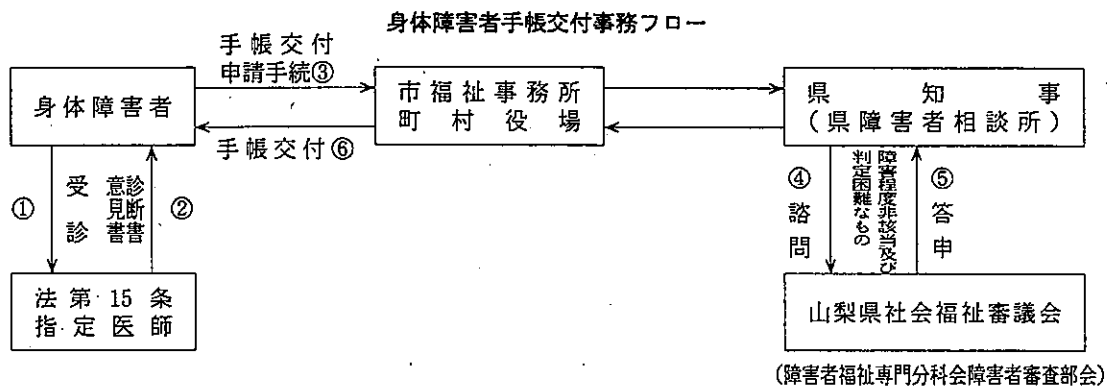 身体障害者手帳交付事務フロー
手帳交付
申請手続③
身体障害者
市福祉事務所
町村役場
県知事
(県障害者相談所)
手帳交付⑥
①
受診
診断書
意見書
②
④
諮問
障害程度非該当及び
判定困難なもの
⑤
答申
法第15条
指定医師
山梨県社会福祉審議会
(障害者福祉専門分科会障害者審査部会)